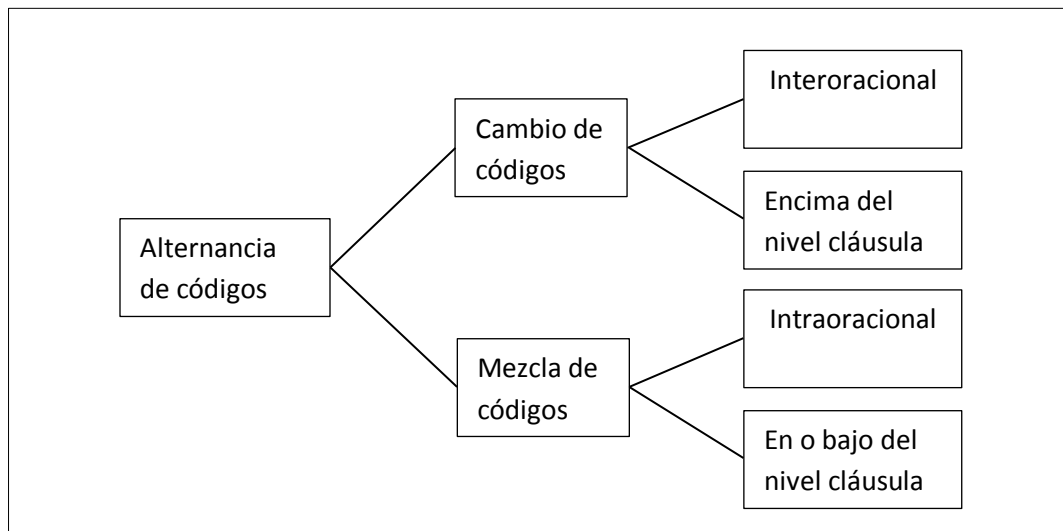 Interoracional
Cambio de
códigos
Encima del
nivel cláusula
Alternancia
de códigos
Intraoracional
Mezcla de
códigos
En o bajo del
nivel cláusula